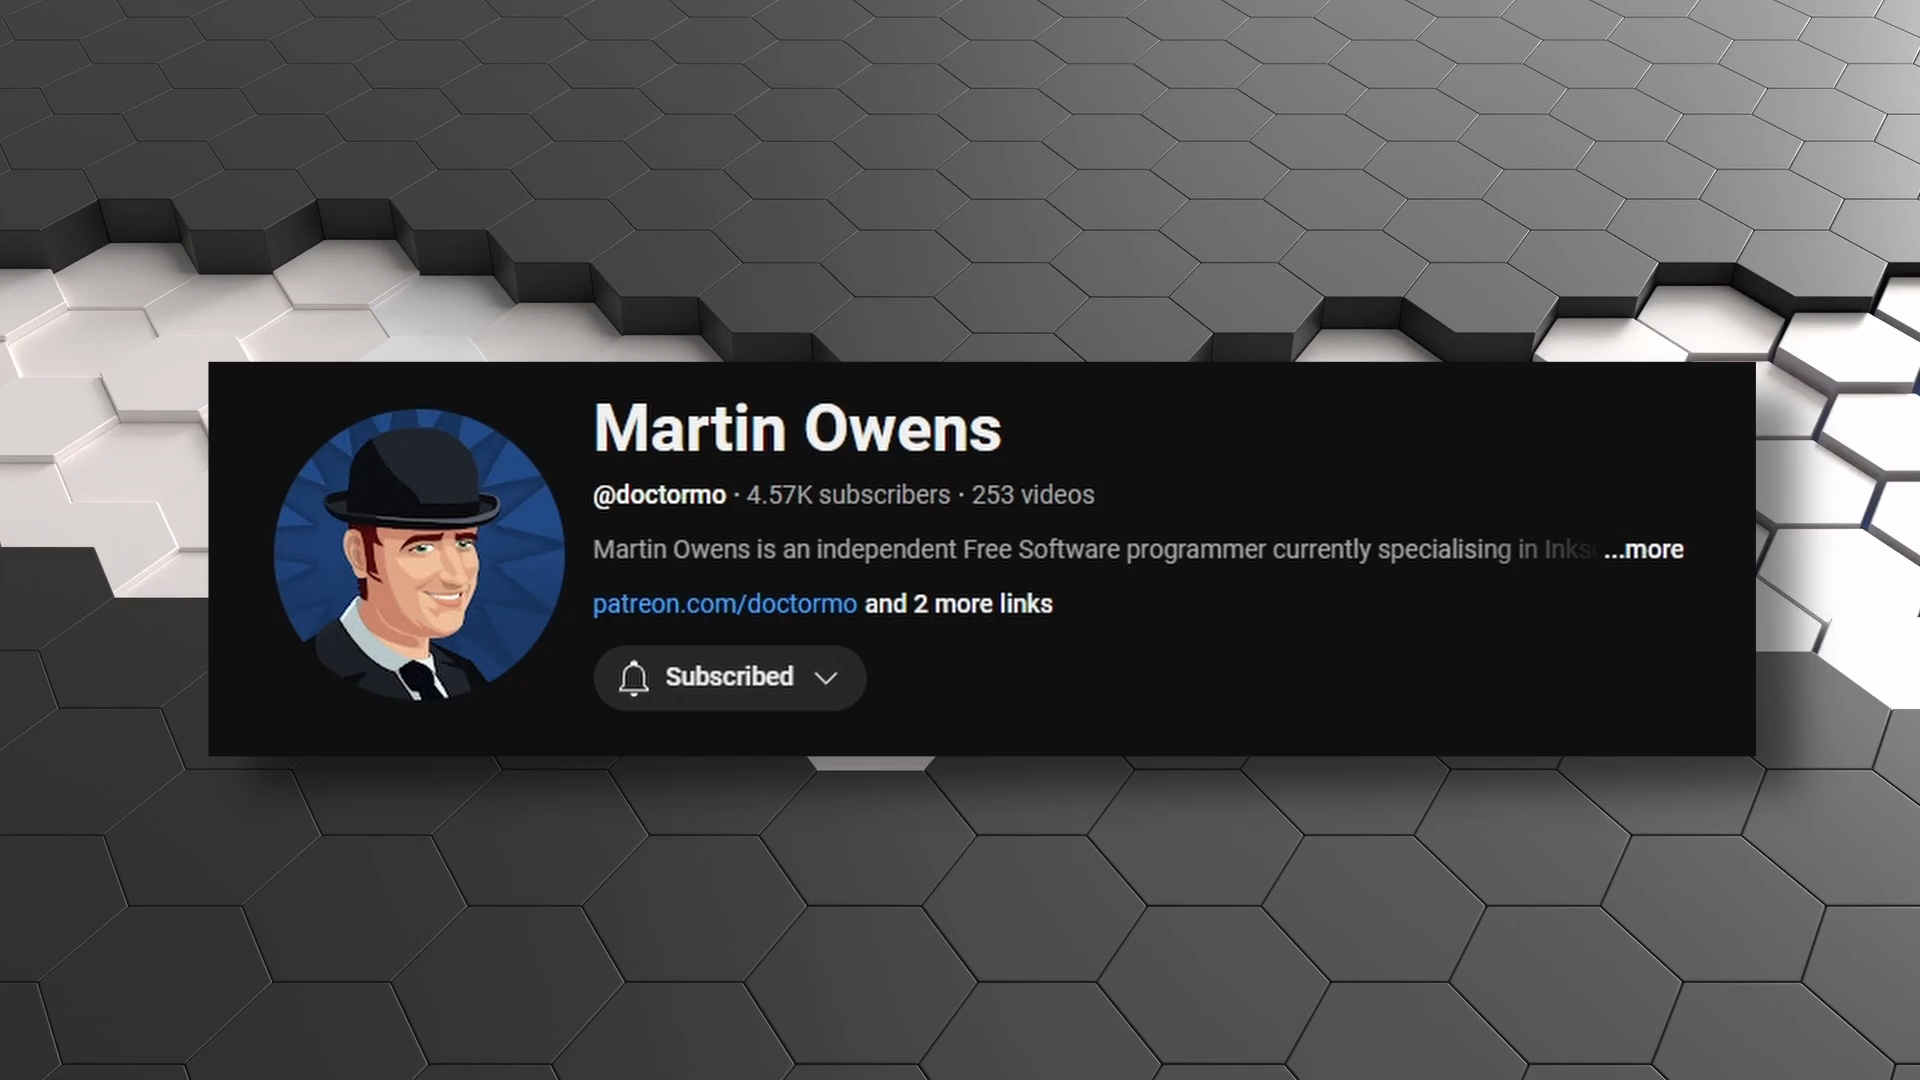 Martin Owens
@doctormo · 4.57K subscribers · 253 videos
Martin Owens is an independent Free Software programmer currently specialising in Inks ...more
patreon.com/doctormo and 2 more links
Subscribed